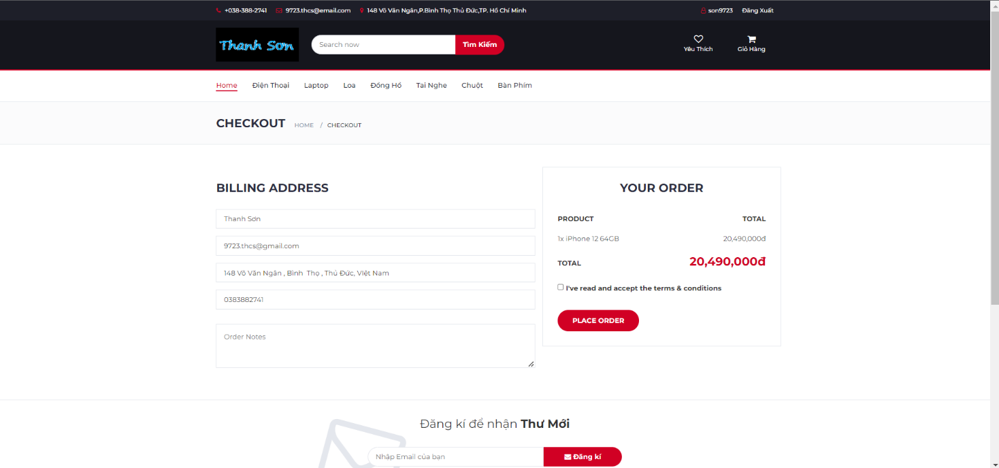 +038-388-2741 9723.thcs@email.com 148 Võ Văn Ngân,P.Bình Thọ Thủ Đức,TP. Hồ Chí Minh son9723 Đăng Xuất
Thanh Sơn Search now Tìm Kiếm Yêu Thích Giỏ Hàng
Home Điện Thoại Laptop Loa Đồng Hồ Tai Nghe Chuột Bàn Phím
CHECKOUT HOME / CHECKOUT
BILLING ADDRESS
Thanh Sơn
9723.thcs@gmail.com
148 Võ Văn Ngân , Bình Thọ , Thủ Đức, VIệt Nam
0383882741
Order Notes
YOUR ORDER
PRODUCT TOTAL
1x iPhone 12 64GB 20,490,000đ
TOTAL 20,490,000đ
I've read and accept the terms & conditions
PLACE ORDER
Đăng kí để nhận Thư Mới
Nhập Email của bạn Đăng kí